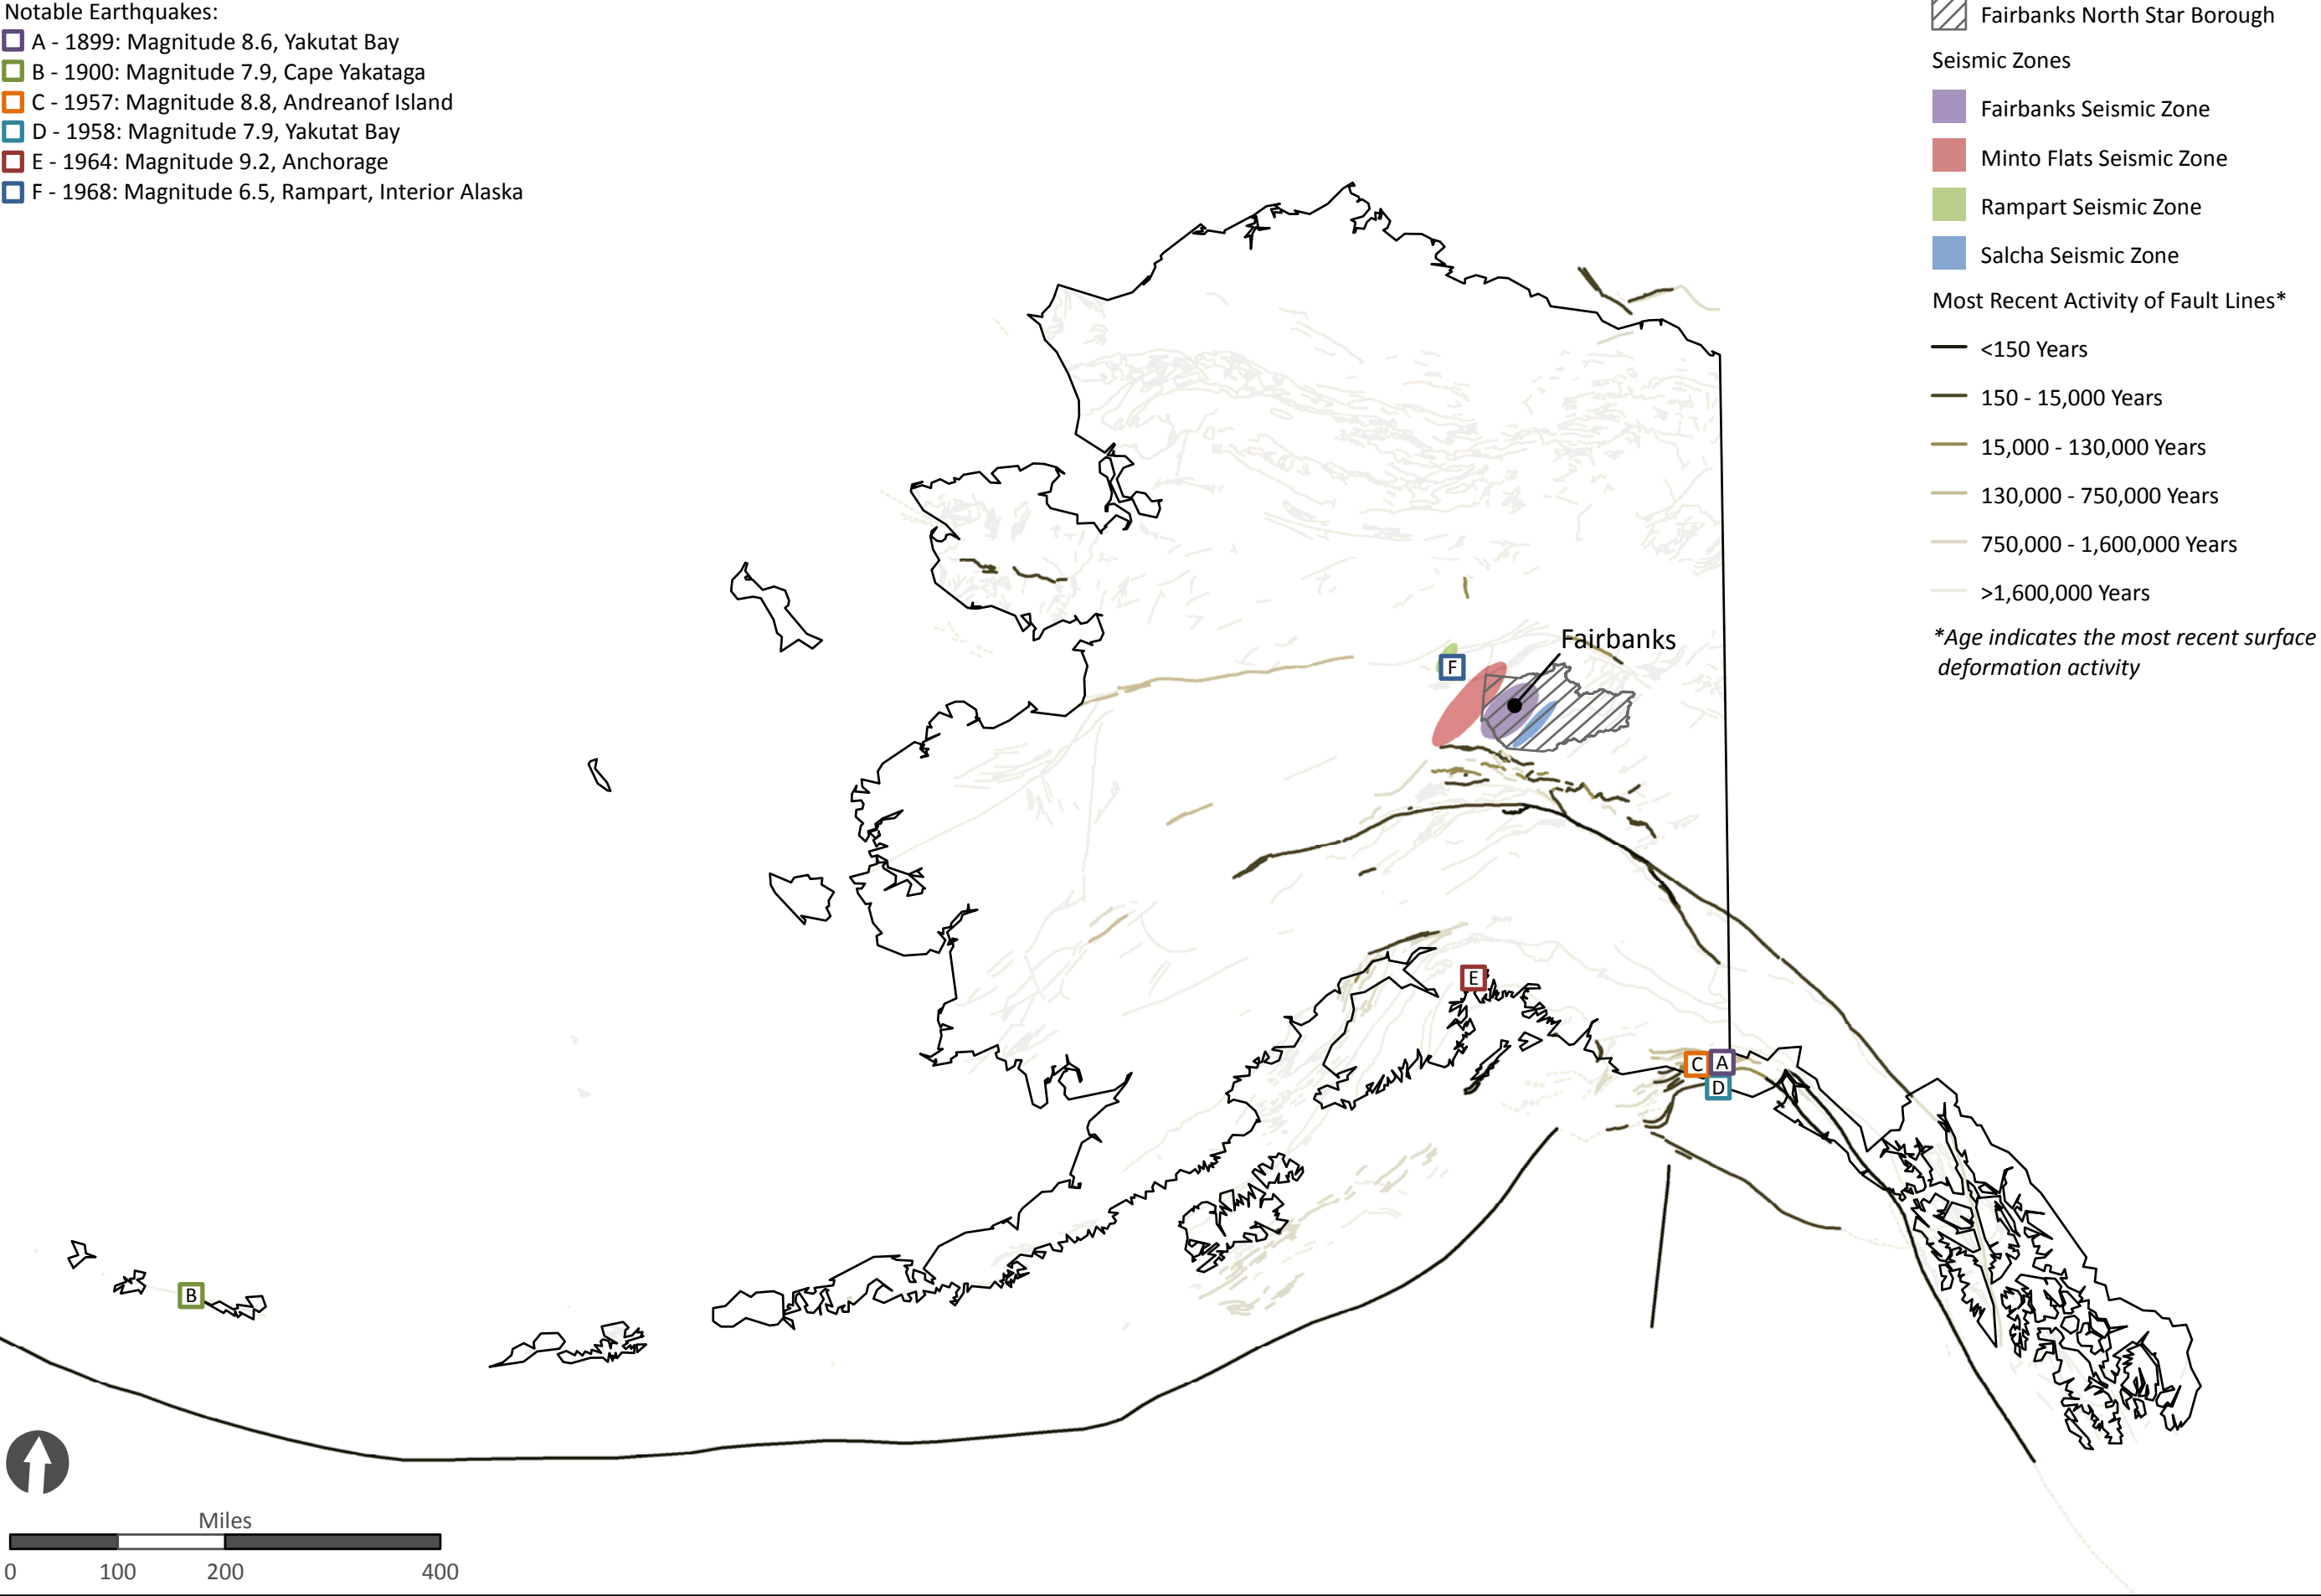 Notable Earthquakes:
A - 1899: Magnitude 8.6, Yakutat Bay
B - 1900: Magnitude 7.9, Cape Yakataga
C - 1957: Magnitude 8.8, Andreanof Island
D - 1958: Magnitude 7.9, Yakutat Bay
E - 1964: Magnitude 9.2, Anchorage
F - 1968: Magnitude 6.5, Rampart, Interior Alaska
Fairbanks North Star Borough
Seismic Zones
Fairbanks Seismic Zone
Minto Flats Seismic Zone
Rampart Seismic Zone
Salcha Seismic Zone
Most Recent Activity of Fault Lines*
<150 Years
150 - 15,000 Years
15,000 - 130,000 Years
130,000 - 750,000 Years
750,000 - 1,600,000 Years
>1,600,000 Years
*Age indicates the most recent surface
deformation activity
Fairbanks
F
E
C A
D
B
Miles
0 100 200 400